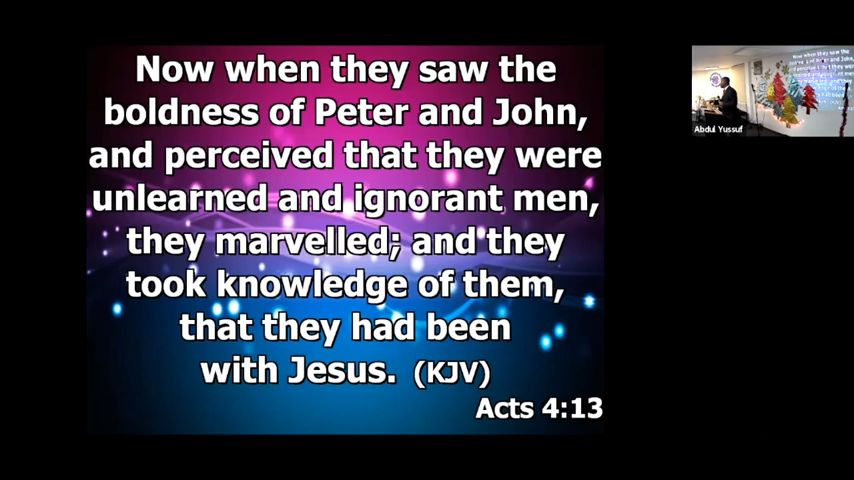 Now when they saw the
boldness of Peter and John,
and perceived that they were
unlearned and ignorant men,
they marvelled; and they
took knowledge of them,
that they had been
with Jesus. (KJV)
Acts 4:13
Abdul Yussuf